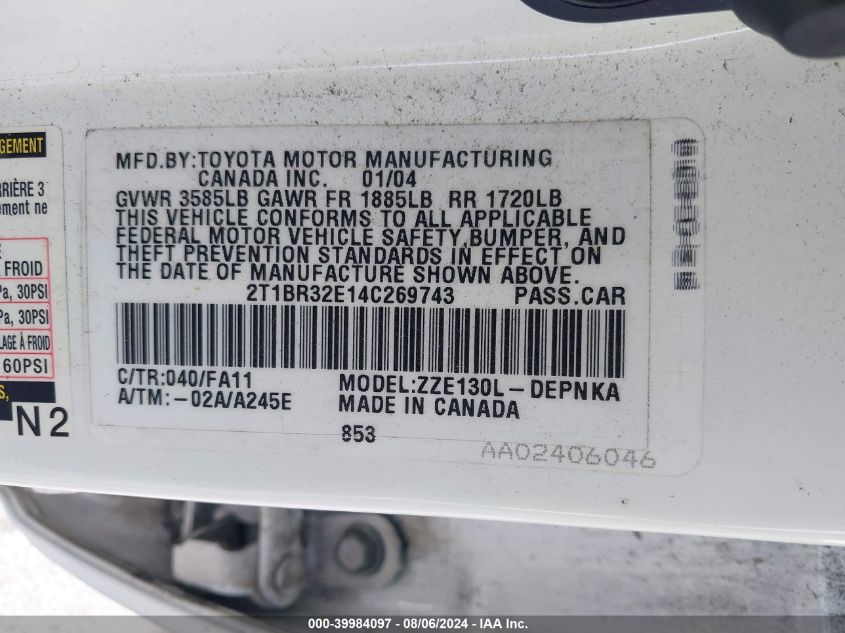 GEMENT
RRIÈRE 3
ement ne
E
FROID
Pa, 30PSI
Pa, 30PSI
LAGE À FROID
60PSI
S,
N2
MFD.BY:TOYOTA MOTOR MANUFACTURING
CANADA INC. 01/04
GVWR 3585LB GAWR FR 1885LB RR 1720LB
THIS VEHICLE CONFORMS TO ALL APPLICABLE
FEDERAL MOTOR VEHICLE SAFETY,BUMPER, AND
THEFT PREVENTION STANDARDS IN EFFECT ON
THE DATE OF MANUFACTURE SHOWN ABOVE.
2T1BR32E14C269743 PASS.CAR
C/TR:040/FA11 MODEL:ZZE130L-DEPNKA
A/TM:-02A/A245E MADE IN CANADA
853
AA02406046
000-39984097 - 08/06/2024 - IAA Inc.